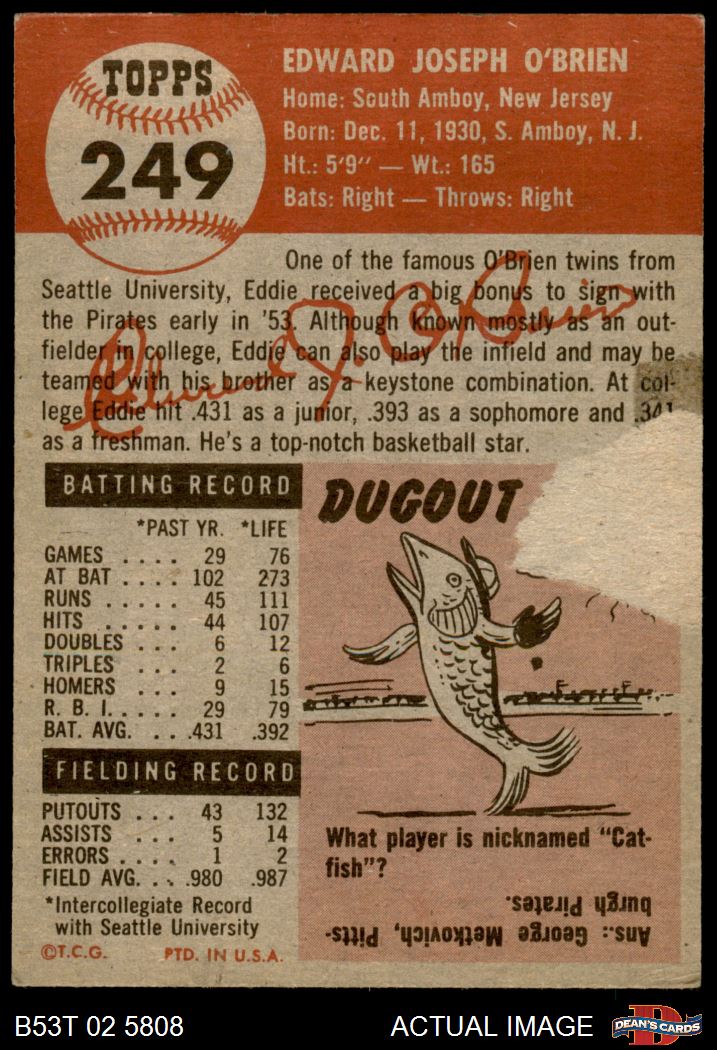 TOPPS
249
EDWARD JOSEPH O'BRIEN
Home: South Amboy, New Jersey
Born: Dec. 11, 1930, S. Amboy, N. J.
Ht.: 5'9" — Wt.: 165
Bats: Right — Throws: Right
One of the famous O'Brien twins from
Seattle University, Eddie received a big bonus to sign with
the Pirates early in '53. Although known mostly as an out-
fielder in college, Eddie can also play the infield and may be
teamed with his brother as a keystone combination. At col-
lege Eddie hit .431 as a junior, .393 as a sophomore and .341
as a freshman. He's a top-notch basketball star.
Edward J. O'Brien
BATTING RECORD
*PAST YR. *LIFE
GAMES .... 29 76
AT BAT .... 102 273
RUNS ..... 45 111
HITS ..... 44 107
DOUBLES ... 6 12
TRIPLES ... 2 6
HOMERS ... 9 15
R. B. I. .... 29 79
BAT. AVG. ... .431 .392
FIELDING RECORD
PUTOUTS ... 43 132
ASSISTS ... 5 14
ERRORS .... 1 2
FIELD AVG. ... .980 .987
*Intercollegiate Record
with Seattle University
©T.C.G. PTD. IN U.S.A.
DUGOUT
What player is nicknamed "Cat-
fish"?
Ans.: George Metkovich, Pitts-
burgh Pirates.
B53T 02 5808 ACTUAL IMAGE
DEAN'S CARDS